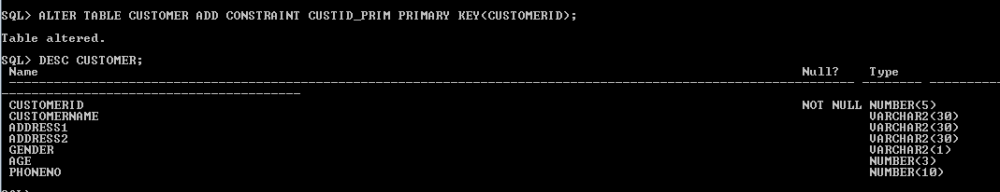 SQL> ALTER TABLE CUSTOMER ADD CONSTRAINT CUSTID_PRIM PRIMARY KEY(CUSTOMERID);
Table altered.
SQL> DESC CUSTOMER;
Name Null? Type
CUSTOMERID NOT NULL NUMBER(5)
CUSTOMERNAME VARCHAR2(30)
ADDRESS1 VARCHAR2(30)
ADDRESS2 VARCHAR2(30)
GENDER VARCHAR2(1)
AGE NUMBER(3)
PHONENO NUMBER(10)
SQL>